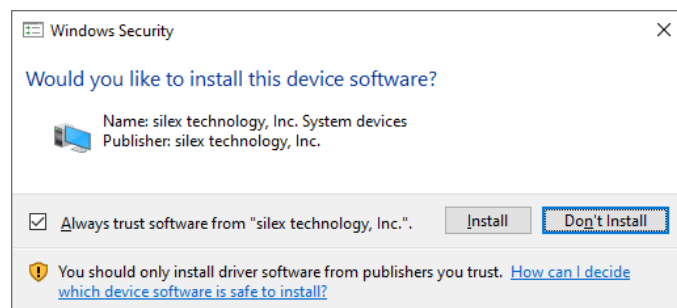 Windows Security
Would you like to install this device software?
Name: silex technology, Inc. System devices
Publisher: silex technology, Inc.
Always trust software from "silex technology, Inc.".
Install
Don't Install
You should only install driver software from publishers you trust. How can I decide
which device software is safe to install?